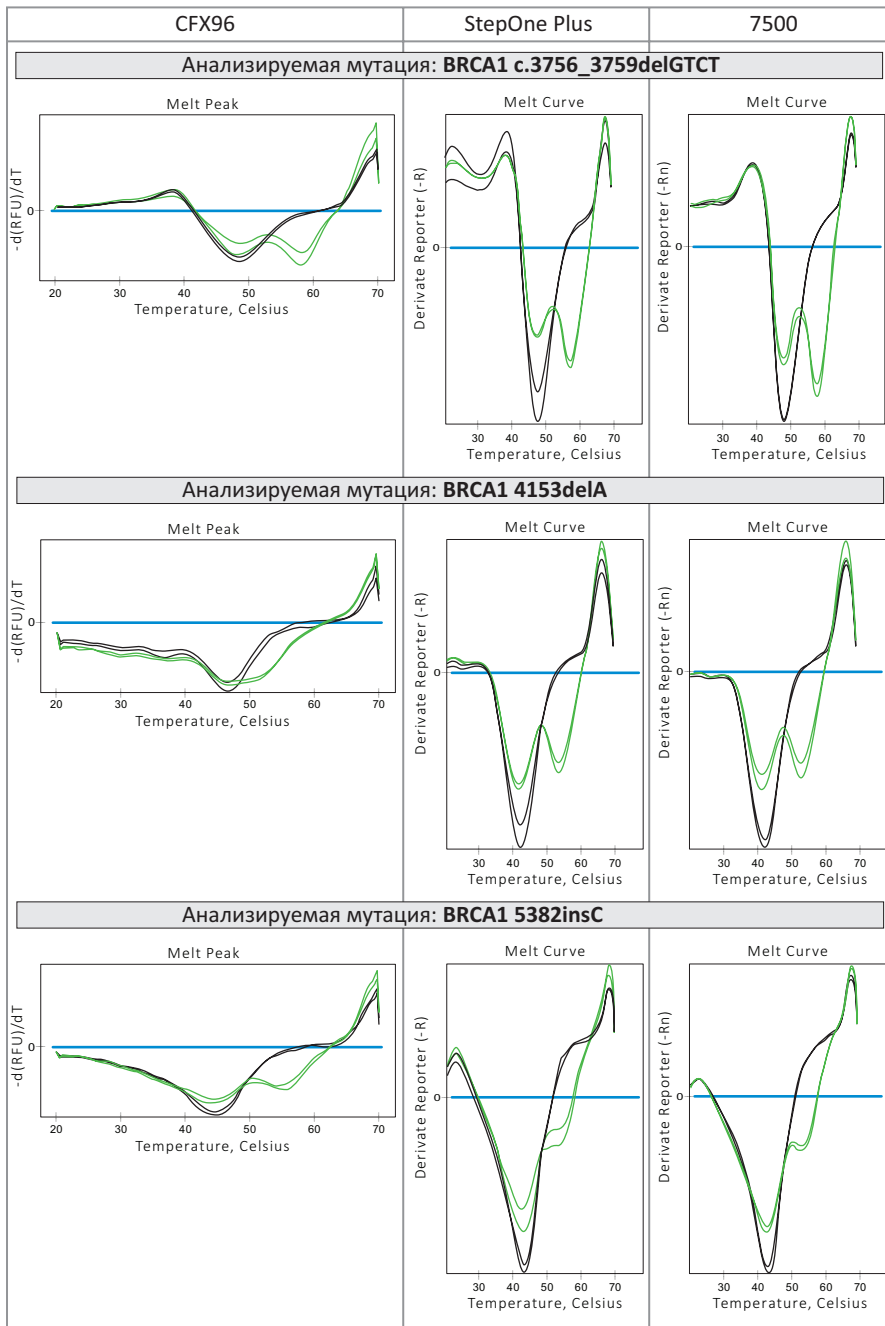 CFX96
StepOne Plus
7500
Анализируемая мутация: BRCA1 c.3756_3759delGTCT
Melt Peak
-d(RFU)/dT
0
20 30 40 50 60 70
Temperature, Celsius
Melt Curve
Derivate Reporter (-R)
0
30 40 50 60 70
Temperature, Celsius
Melt Curve
Derivate Reporter (-Rn)
0
30 40 50 60 70
Temperature, Celsius
Анализируемая мутация: BRCA1 4153delA
Melt Peak
-d(RFU)/dT
0
20 30 40 50 60 70
Temperature, Celsius
Melt Curve
Derivate Reporter (-R)
0
30 40 50 60 70
Temperature, Celsius
Melt Curve
Derivate Reporter (-Rn)
0
30 40 50 60 70
Temperature, Celsius
Анализируемая мутация: BRCA1 5382insC
Melt Peak
-d(RFU)/dT
0
20 30 40 50 60 70
Temperature, Celsius
Melt Curve
Derivate Reporter (-R)
0
30 40 50 60 70
Temperature, Celsius
Melt Curve
Derivate Reporter (-Rn)
0
30 40 50 60 70
Temperature, Celsius